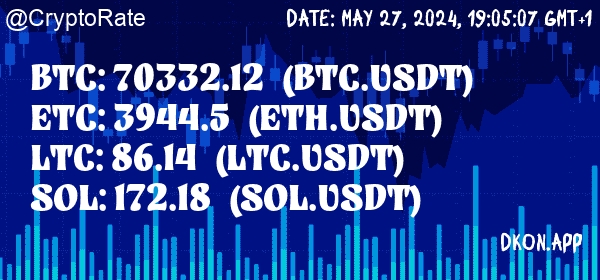 @CryptoRate
DATE: MAY 27, 2024, 19:05:07 GMT+1
BTC: 70332.12 (BTC.USDT)
ETC: 3944.5 (ETH.USDT)
LTC: 86.14 (LTC.USDT)
SOL: 172.18 (SOL.USDT)
DKON.APP